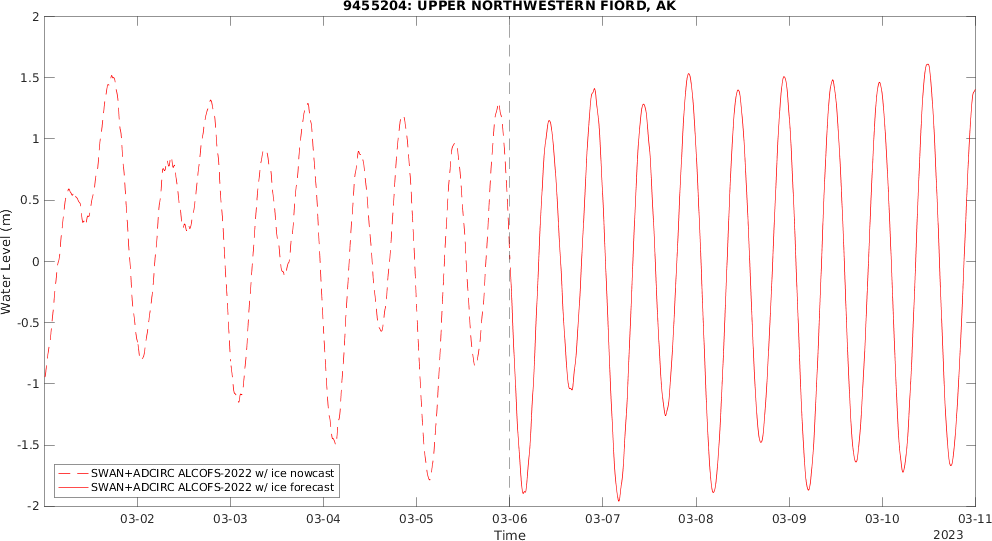 9455204: UPPER NORTHWESTERN FIORD, AK
Water Level (m)
2
1.5
1
0.5
0
-0.5
-1
-1.5
-2
SWAN+ADCIRC ALCOFS-2022 w/ ice nowcast
SWAN+ADCIRC ALCOFS-2022 w/ ice forecast
03-02 03-03 03-04 03-05 03-06 03-07 03-08 03-09 03-10 03-11
Time
2023